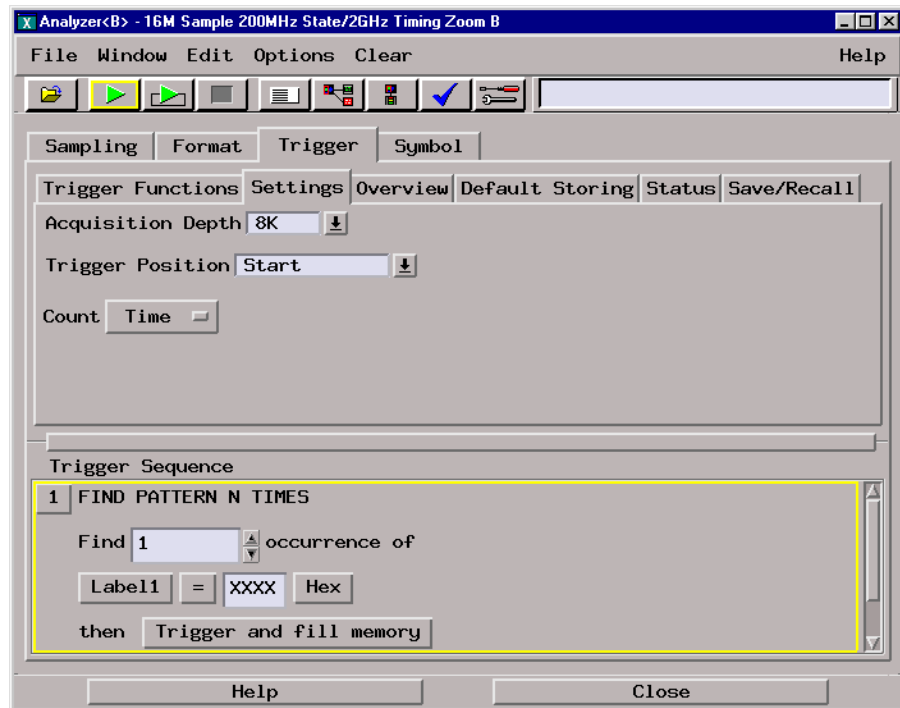 Analyzer<B> - 16M Sample 200MHz State/2GHz Timing Zoom B
File Window Edit Options Clear Help
Sampling Format Trigger Symbol
Trigger Functions Settings Overview Default Storing Status Save/Recall
Acquisition Depth 8K
Trigger Position Start
Count Time
Trigger Sequence
1 FIND PATTERN N TIMES
Find 1 occurrence of
Label1 = XXXX Hex
then Trigger and fill memory
Help Close